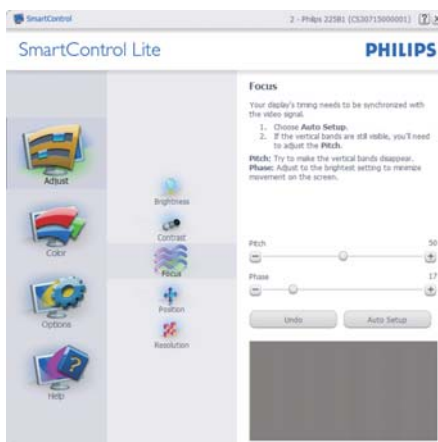 SmartControl
2 - Philips 225B1 (CS30715000001)
SmartControl Lite
PHILIPS
Adjust
Color
Options
Help
Brightness
Contrast
Focus
Position
Resolution
Focus
Your display's timing needs to be synchronized with
the video signal.
1. Choose Auto Setup.
2. If the vertical bands are still visible, you'll need
to adjust the Pitch.
Pitch: Try to make the vertical bands disappear.
Phase: Adjust to the brightest setting to minimize
movement on the screen.
Pitch 50
Phase 17
Undo
Auto Setup